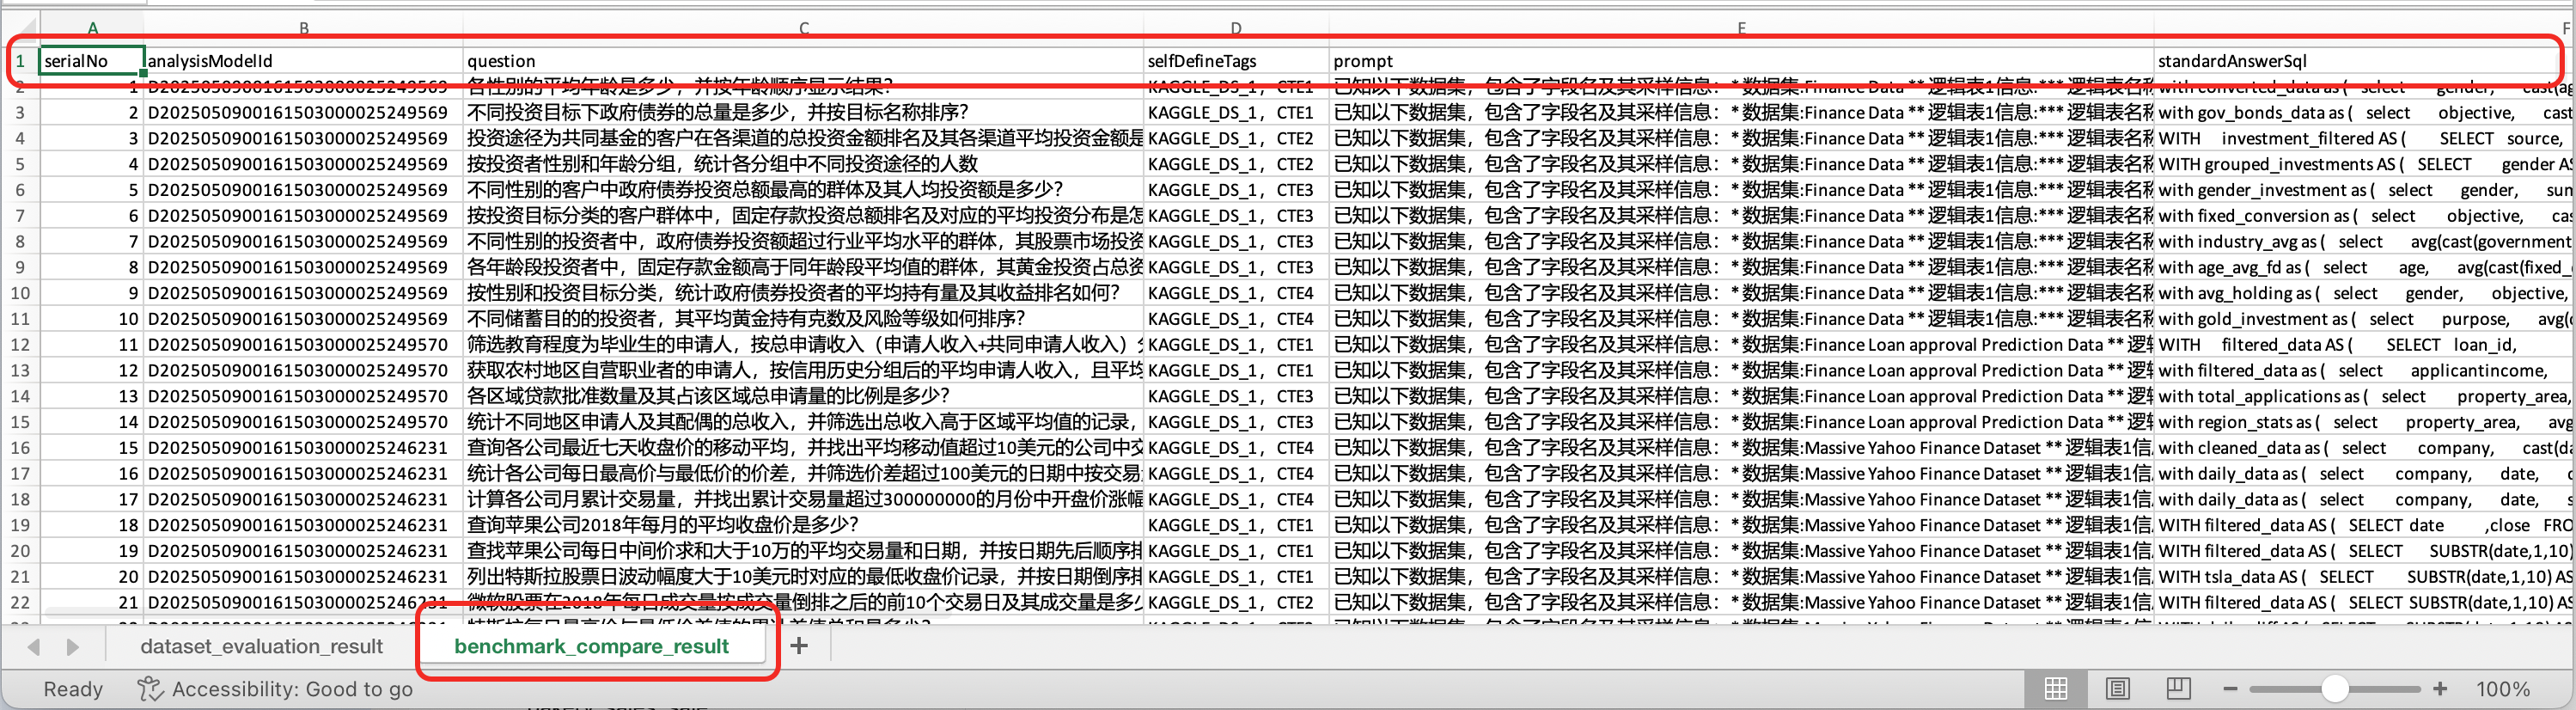 A B C D E F
1 serialNo analysisModelId question selfDefineTags prompt standardAnswerSql
2 1 D2025050900161503000025249569 各性别的平均年龄是多少，并按年龄顺序显示结果? KAGGLE_DS_1, CTE1 已知以下数据集，包含了字段名及其采样信息：*数据集:Finance Data **逻辑表1信息:***逻辑表名称 with converted_data as ( select gender, cast(ag
3 2 D2025050900161503000025249569 不同投资目标下政府债券的总量是多少，并按目标名称排序? KAGGLE_DS_1, CTE1 已知以下数据集，包含了字段名及其采样信息：*数据集:Finance Data **逻辑表1信息:***逻辑表名称 with gov_bonds_data as ( select objective, cast
4 3 D2025050900161503000025249569 投资途径为共同基金的客户在各渠道的总投资金额排名及其各渠道平均投资金额是 KAGGLE_DS_1, CTE2 已知以下数据集，包含了字段名及其采样信息：*数据集:Finance Data **逻辑表1信息:***逻辑表名称 WITH investment_filtered AS ( SELECT source,
5 4 D2025050900161503000025249569 按投资者性别和年龄分组，统计各分组中不同投资途径的人数 KAGGLE_DS_1, CTE2 已知以下数据集，包含了字段名及其采样信息：*数据集:Finance Data **逻辑表1信息:***逻辑表名称 WITH grouped_investments AS ( SELECT gender AS
6 5 D2025050900161503000025249569 不同性别的客户中政府债券投资总额最高的群体及其人均投资额是多少? KAGGLE_DS_1, CTE3 已知以下数据集，包含了字段名及其采样信息：*数据集:Finance Data **逻辑表1信息:***逻辑表名称 with gender_investment as ( select gender, sum
7 6 D2025050900161503000025249569 按投资目标分类的客户群体中，固定存款投资总额排名及对应的平均投资分布是怎 KAGGLE_DS_1, CTE3 已知以下数据集，包含了字段名及其采样信息：*数据集:Finance Data **逻辑表1信息:***逻辑表名称 with fixed_conversion as ( select objective, cas
8 7 D2025050900161503000025249569 不同性别的投资者中，政府债券投资额超过行业平均水平的群体，其股票市场投资 KAGGLE_DS_1, CTE3 已知以下数据集，包含了字段名及其采样信息：*数据集:Finance Data **逻辑表1信息:***逻辑表名称 with industry_avg as ( select avg(cast(government
9 8 D2025050900161503000025249569 各年龄段投资者中，固定存款金额高于同年龄段平均值的群体，其黄金投资占总资 KAGGLE_DS_1, CTE3 已知以下数据集，包含了字段名及其采样信息：*数据集:Finance Data **逻辑表1信息:***逻辑表名称 with age_avg_fd as ( select age, avg(cast(fixed_
10 9 D2025050900161503000025249569 按性别和投资目标分类，统计政府债券投资者的平均持有量及其收益排名如何? KAGGLE_DS_1, CTE4 已知以下数据集，包含了字段名及其采样信息：*数据集:Finance Data **逻辑表1信息:***逻辑表名称 with avg_holding as ( select gender, objective,
11 10 D2025050900161503000025249569 不同储蓄目的的投资者，其平均黄金持有克数及风险等级如何排序? KAGGLE_DS_1, CTE4 已知以下数据集，包含了字段名及其采样信息：*数据集:Finance Data **逻辑表1信息:***逻辑表名称 with gold_investment as ( select purpose, avg(
12 11 D2025050900161503000025249570 筛选教育程度为毕业生的申请人，按总申请收入（申请人收入+共同申请人收入） KAGGLE_DS_1, CTE1 已知以下数据集，包含了字段名及其采样信息：*数据集:Finance Loan approval Prediction Data **逻辑 WITH filtered_data AS ( SELECT loan_id,
13 12 D2025050900161503000025249570 获取农村地区自营职业者的申请人，按信用历史分组后的平均申请人收入，且平均 KAGGLE_DS_1, CTE1 已知以下数据集，包含了字段名及其采样信息：*数据集:Finance Loan approval Prediction Data **逻辑 with filtered_data as ( select applicantincome,
14 13 D2025050900161503000025249570 各区域贷款批准数量及其占该区域总申请量的比例是多少? KAGGLE_DS_1, CTE3 已知以下数据集，包含了字段名及其采样信息：*数据集:Finance Loan approval Prediction Data **逻辑 with total_applications as ( select property_area,
15 14 D2025050900161503000025249570 统计不同地区申请人及其配偶的总收入，并筛选出总收入高于区域平均值的记录， KAGGLE_DS_1, CTE3 已知以下数据集，包含了字段名及其采样信息：*数据集:Finance Loan approval Prediction Data **逻辑 with region_stats as ( select property_area, avg
16 15 D2025050900161503000025246231 查询各公司最近七天收盘价的移动平均，并找出平均移动值超过10美元的公司中交 KAGGLE_DS_1, CTE4 已知以下数据集，包含了字段名及其采样信息：*数据集:Massive Yahoo Finance Dataset **逻辑表1信 with cleaned_data as ( select company, cast(da
17 16 D2025050900161503000025246231 统计各公司每日最高价与最低价的价差，并筛选价差超过100美元的日期中按交易 KAGGLE_DS_1, CTE4 已知以下数据集，包含了字段名及其采样信息：*数据集:Massive Yahoo Finance Dataset **逻辑表1信 with daily_data as ( select company, date,
18 17 D2025050900161503000025246231 计算各公司月累计交易量，并找出累计交易量超过300000000的月份中开盘价涨幅 KAGGLE_DS_1, CTE4 已知以下数据集，包含了字段名及其采样信息：*数据集:Massive Yahoo Finance Dataset **逻辑表1信 with daily_data as ( select company, date, s
19 18 D2025050900161503000025246231 查询苹果公司2018年每月的平均收盘价是多少? KAGGLE_DS_1, CTE1 已知以下数据集，包含了字段名及其采样信息：*数据集:Massive Yahoo Finance Dataset **逻辑表1信 WITH filtered_data AS ( SELECT date ,close FRO
20 19 D2025050900161503000025246231 查找苹果公司每日中间价求和大于10万的平均交易量和日期，并按日期先后顺序排 KAGGLE_DS_1, CTE1 已知以下数据集，包含了字段名及其采样信息：*数据集:Massive Yahoo Finance Dataset **逻辑表1信 WITH filtered_data AS ( SELECT SUBSTR(date,1,10)
21 20 D2025050900161503000025246231 列出特斯拉股票日波动幅度大于10美元时对应的最低收盘价记录，并按日期倒序排 KAGGLE_DS_1, CTE1 已知以下数据集，包含了字段名及其采样信息：*数据集:Massive Yahoo Finance Dataset **逻辑表1信 WITH tsla_data AS ( SELECT SUBSTR(date,1,10) AS
22 21 D2025050900161503000025246231 微软股票在2018年每日成交量按成交量倒排之后的前10个交易日及其成交量是多少 KAGGLE_DS_1, CTE2 已知以下数据集，包含了字段名及其采样信息：*数据集:Massive Yahoo Finance Dataset **逻辑表1信 WITH filtered_data AS ( SELECT SUBSTR(date,1,10) AS
dataset_evaluation_result benchmark_compare_result +
Ready Accessibility: Good to go − + 100%